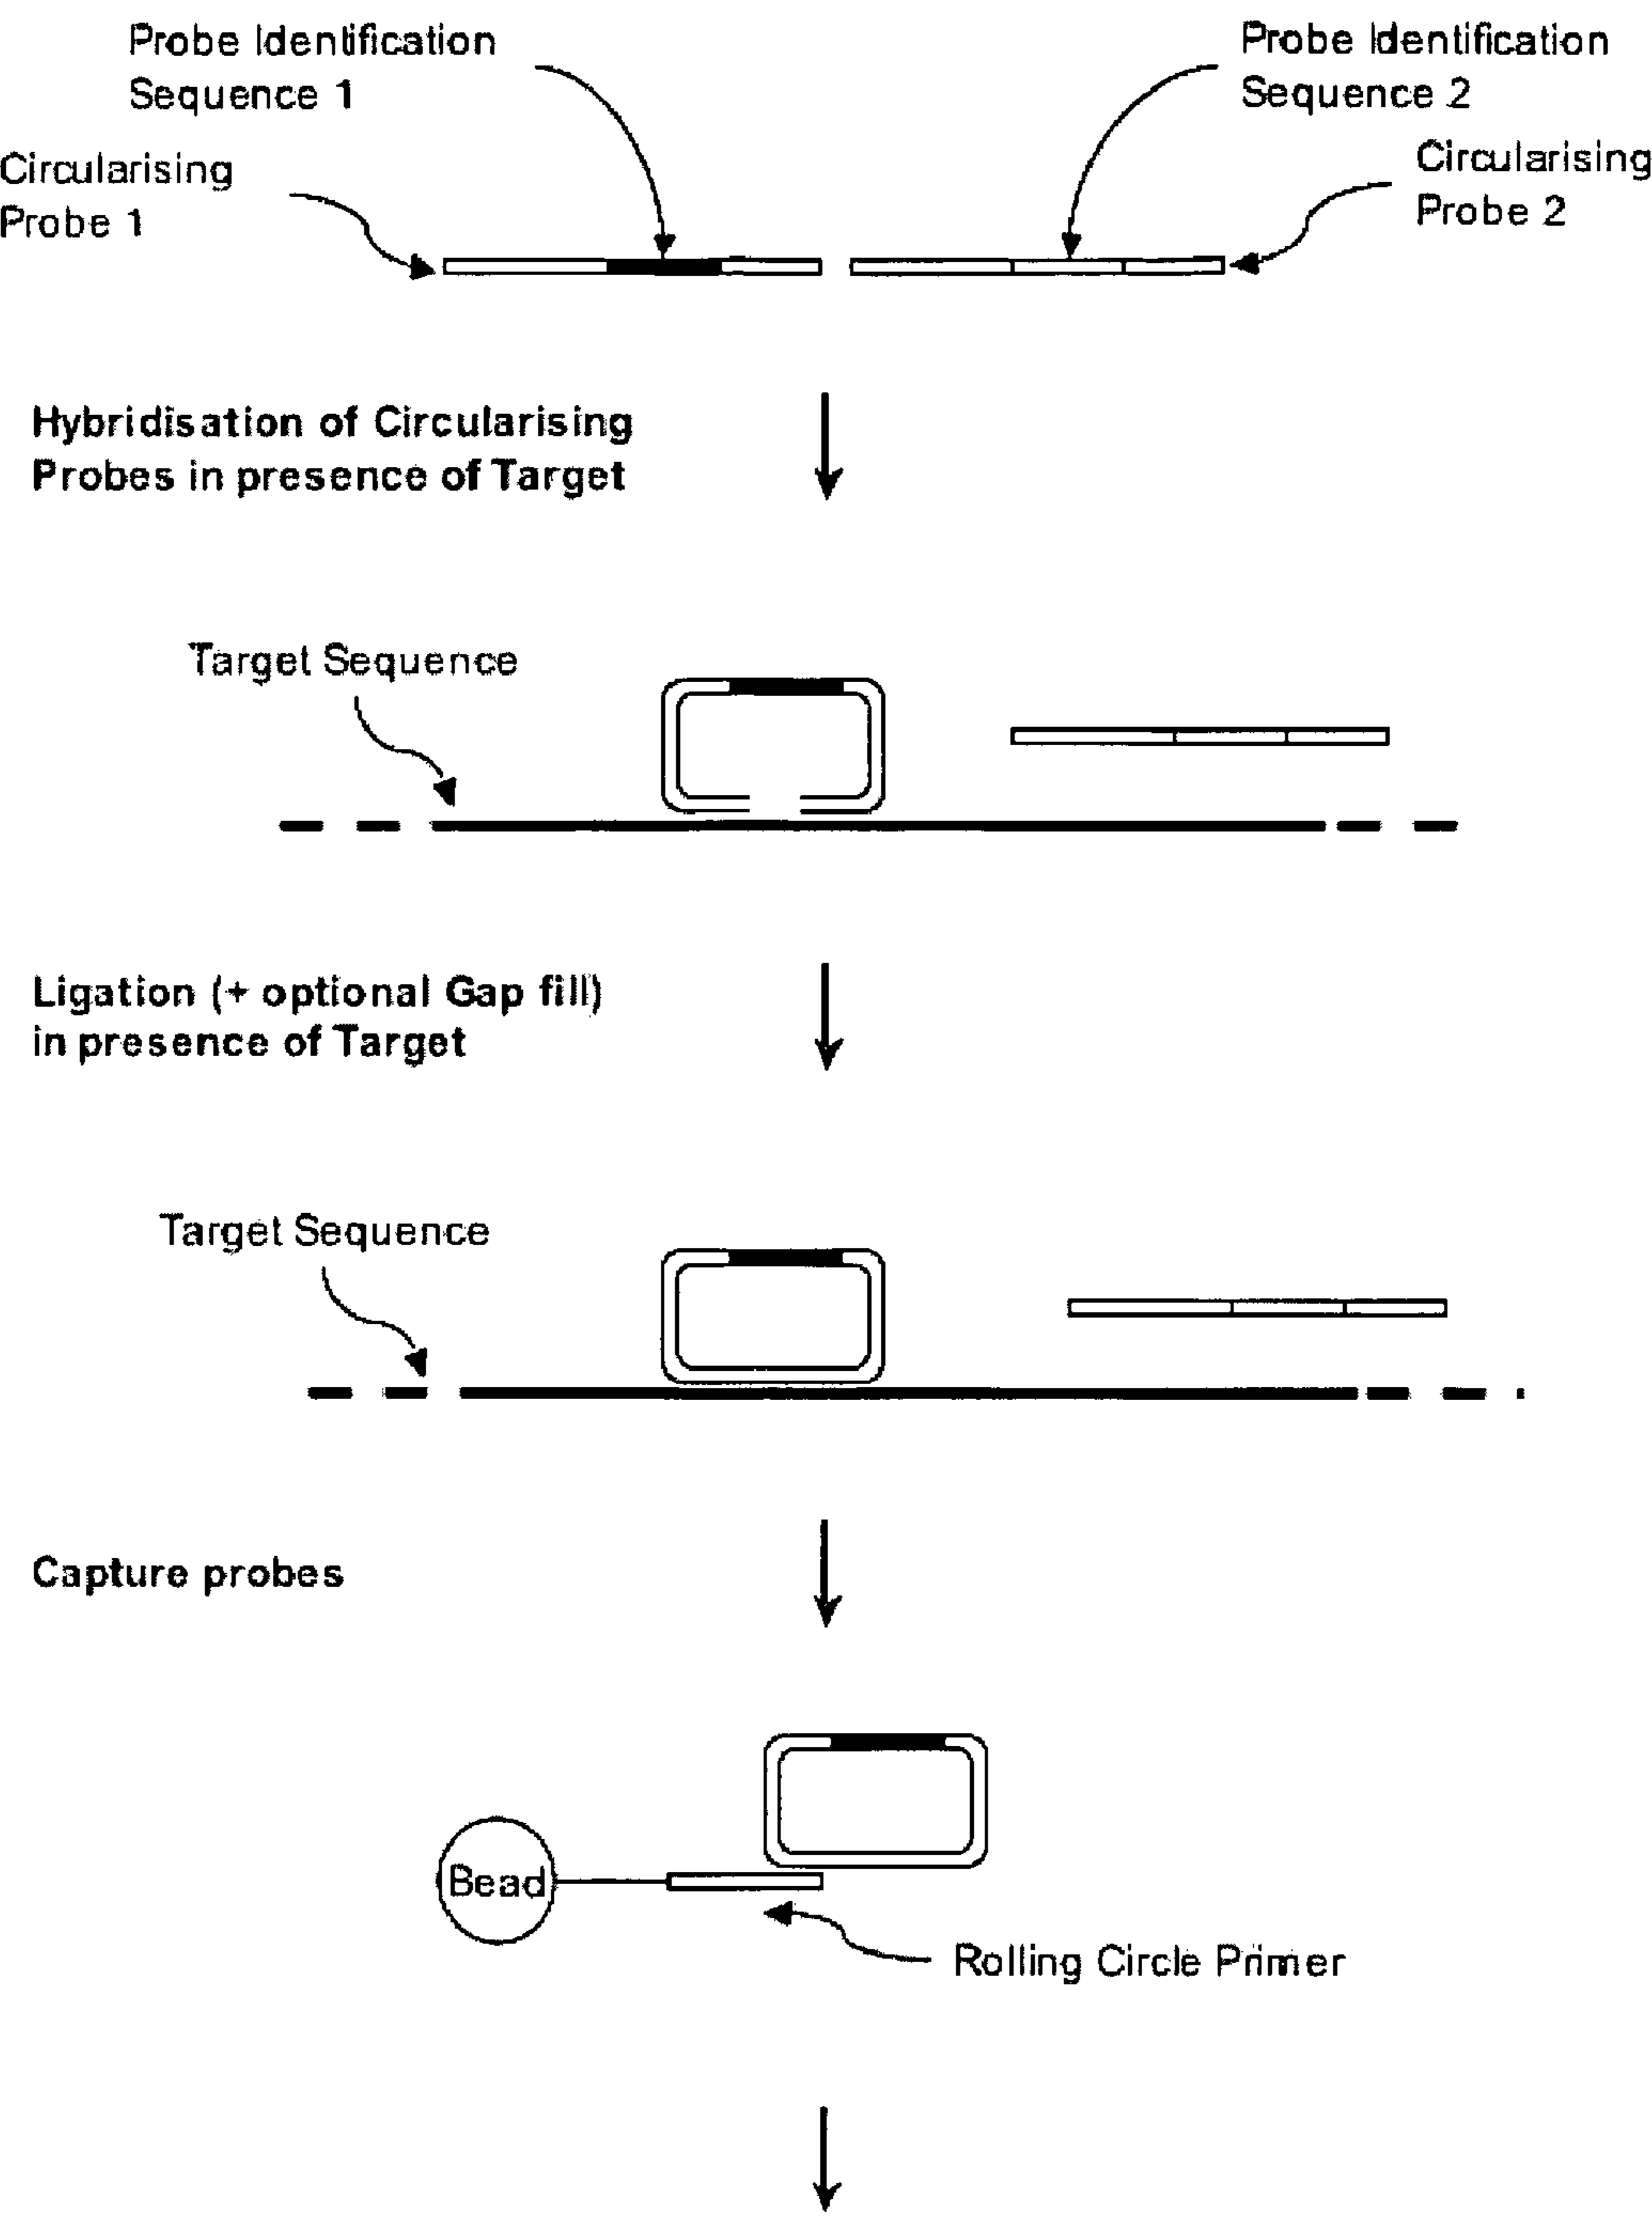 Probe Identification
Sequence 1
Probe Identification
Sequence 2
Circularising
Probe 1
Circularising
Probe 2
Hybridisation of Circularising
Probes in presence of Target
Target Sequence
Ligation (+ optional Gap fill)
in presence of Target
Target Sequence
Capture probes
Bead
Rolling Circle Primer